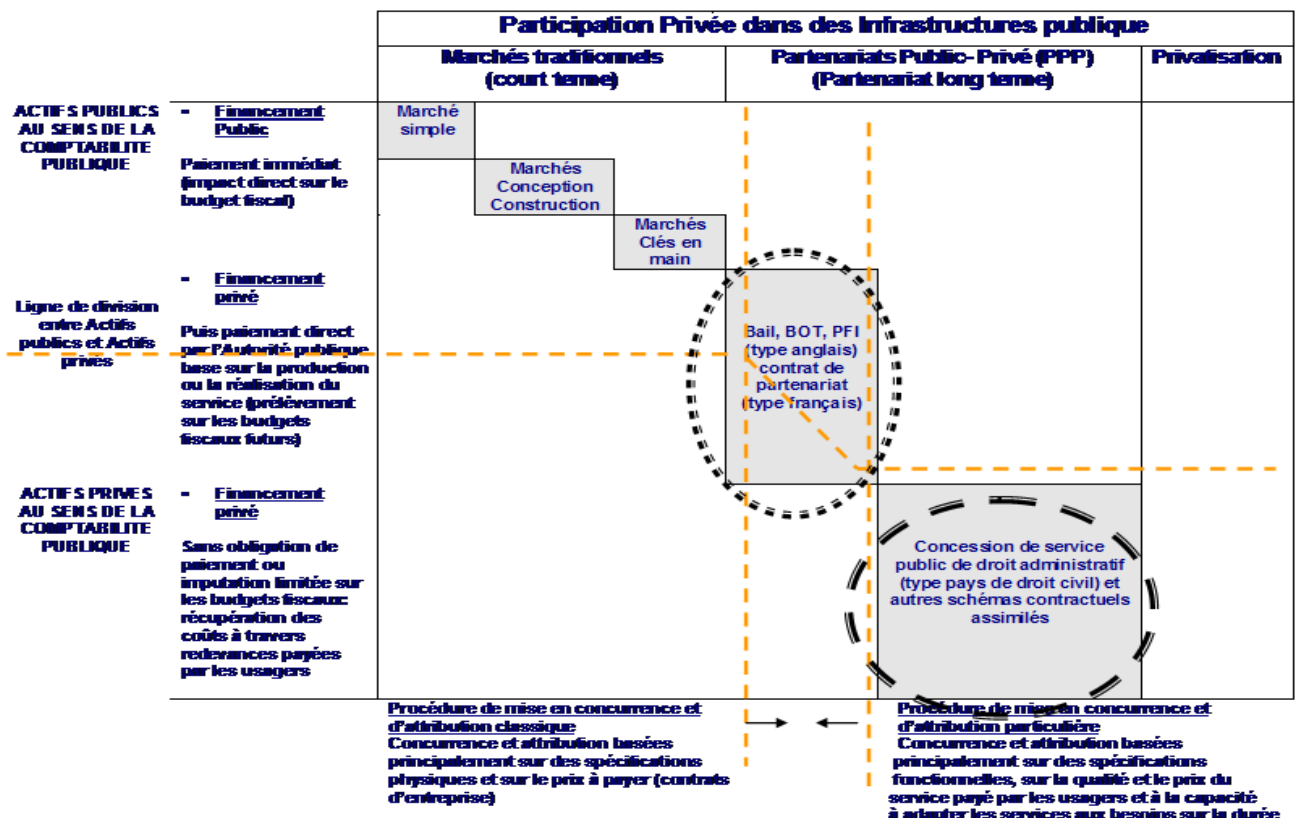 Participation Privée dans des Infrastructures publique
Marchés traditionnels
(court terme)
Partenariats Public- Privé (PPP)
(Partenariat long terme)
Privatisation
ACTIFS PUBLICS
AU SENS DE LA
COMPTABILITE
PUBLIQUE
- Financement
Public
Paiement immédiat
(impact direct sur le
budget fiscal)
Marché
simple
Marchés
Conception
Construction
Marchés
Clés en
main
Ligne de division
entre Actifs
publics et Actifs
privés
- Financement
privé
Puis paiement direct
par l'Autorité publique
base sur la production
ou la réalisation du
service (prélèvement
sur les budgets
fiscaux futurs)
Bail, BOT, PFI
(type anglais)
contrat de
partenariat
(type français)
ACTIFS PRIVES
AU SENS DE LA
COMPTABILITE
PUBLIQUE
- Financement
privé
Sans obligation de
paiement ou
imputation limitée sur
les budgets fiscaux:
récupération des
coûts à travers
redevances payées
par les usagers
Concession de service
public de droit administratif
(type pays de droit civil) et
autres schémas contractuels
assimilés
Procédure de mise en concurrence et
d'attribution classique
Concurrence et attribution basées
principalement sur des spécifications
physiques et sur le prix à payer (contrats
d'entreprise)
Procédure de mise en concurrence et
d'attribution particulière
Concurrence et attribution basées
principalement sur des spécifications
fonctionnelles, sur la qualité et le prix du
service payé par les usagers et à la capacité
à adapter les services aux besoins sur la durée